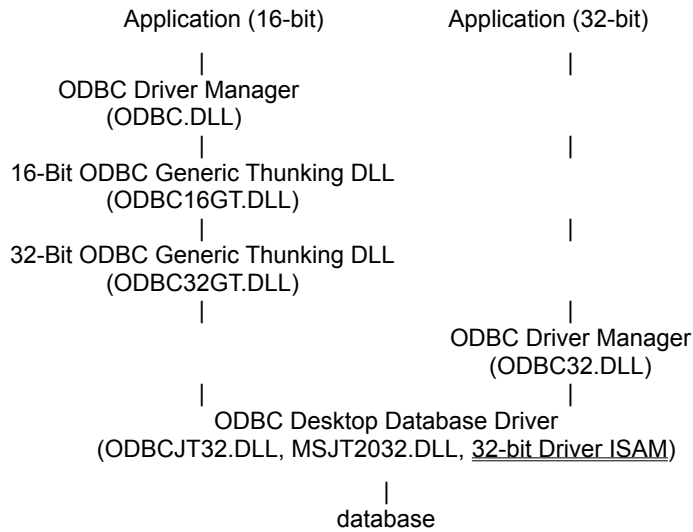 Application (16-bit) Application (32-bit)
| |
ODBC Driver Manager
(ODBC.DLL)
| |
16-Bit ODBC Generic Thunking DLL
(ODBC16GT.DLL)
| |
32-Bit ODBC Generic Thunking DLL
(ODBC32GT.DLL)
| |
ODBC Driver Manager
(ODBC32.DLL)
| |
ODBC Desktop Database Driver
(ODBCJT32.DLL, MSJT2032.DLL, 32-bit Driver ISAM)
|
database